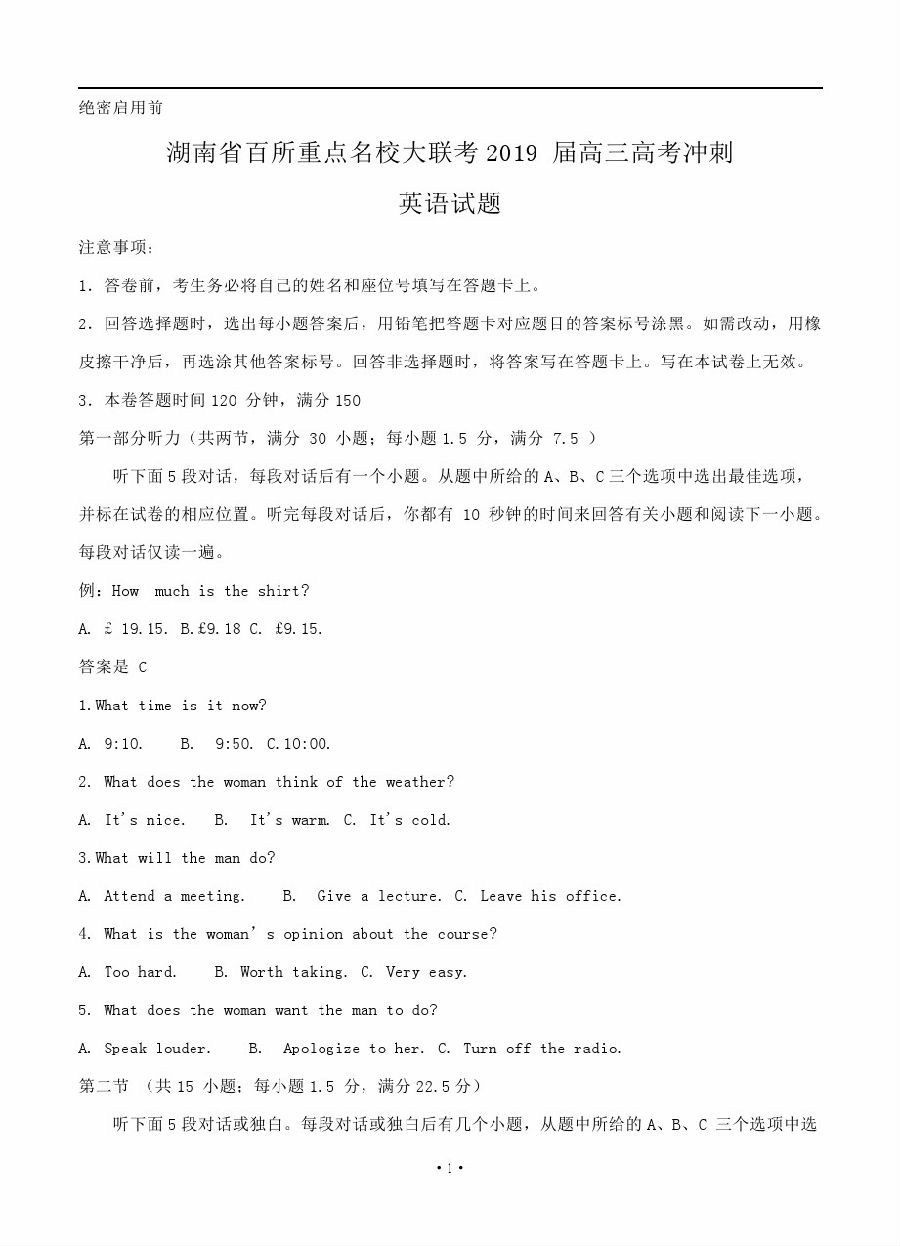 绝密启用前
湖南省百所重点名校大联考2019 届高三高考冲刺
英语试题
注意事项:
1. 答卷前，考生务必将自己的姓名和座位号填写在答题卡上。
2. 回答选择题时，选出每小题答案后，用铅笔把答题卡对应题目的答案标号涂黑。如需改动，用橡
皮擦干净后，再选涂其他答案标号。回答非选择题时，将答案写在答题卡上。写在本试卷上无效。
3. 本卷答题时间120 分钟，满分150
第一部分听力（共两节，满分 30 小题；每小题1.5 分，满分 7.5 ）
听下面5段对话，每段对话后有一个小题。从题中所给的A、B、C三个选项中选出最佳选项，
并标在试卷的相应位置。听完每段对话后，你都有 10 秒钟的时间来回答有关小题和阅读下一小题。
每段对话仅读一遍。
例：How much is the shirt?
A. £ 19.15. B.£9.18 C. £9.15.
答案是 C
1.What time is it now?
A. 9:10. B. 9:50. C.10:00.
2. What does the woman think of the weather?
A. It's nice. B. It's warm. C. It's cold.
3.What will the man do?
A. Attend a meeting. B. Give a lecture. C. Leave his office.
4. What is the woman’s opinion about the course?
A. Too hard. B. Worth taking. C. Very easy.
5. What does the woman want the man to do?
A. Speak louder. B. Apologize to her. C. Turn off the radio.
第二节 （共15 小题；每小题1.5 分，满分22.5分）
听下面5段对话或独白。每段对话或独白后有几个小题，从题中所给的A、B、C 三个选项中选
·1·